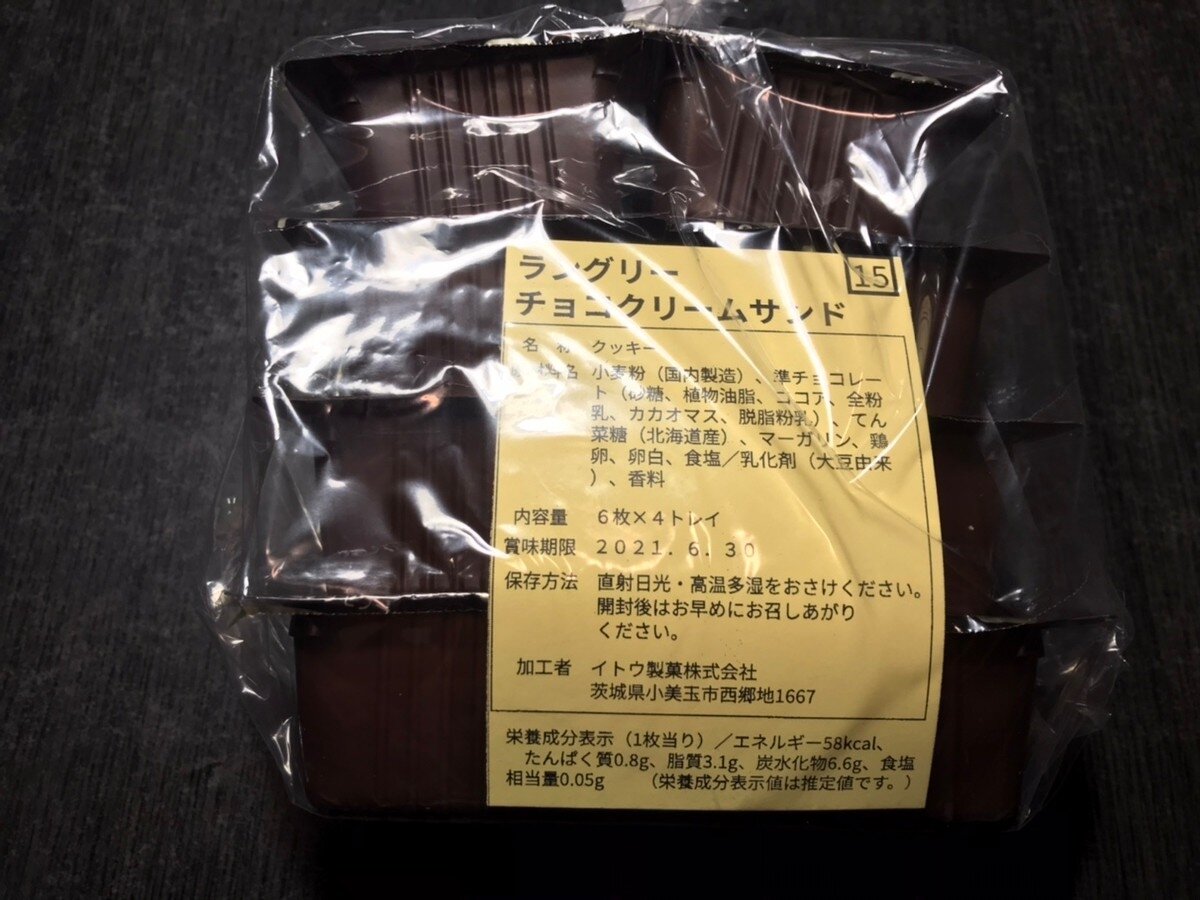 ラングリー 15
チョコクリームサンド
名 称 クッキー
材名 小麦粉（国内製造）、準チョコレー
ト（砂糖、植物油脂、ココア、全粉
乳、カカオマス、脱脂粉乳）、てん
菜糖（北海道産）、マーガリン、鶏
卵、卵白、食塩／乳化剤（大豆由来
）、香料
内容量 ６枚×４トレイ
賞味期限 ２０２１．６．３０
保存方法 直射日光・高温多湿をおさけください。
開封後はお早めにお召しあがり
ください。
加工者 イトウ製菓株式会社
茨城県小美玉市西郷地1667
栄養成分表示（1枚当り）／エネルギー58kcal、
たんぱく質0.8g、脂質3.1g、炭水化物6.6g、食塩
相当量0.05g （栄養成分表示値は推定値です。）